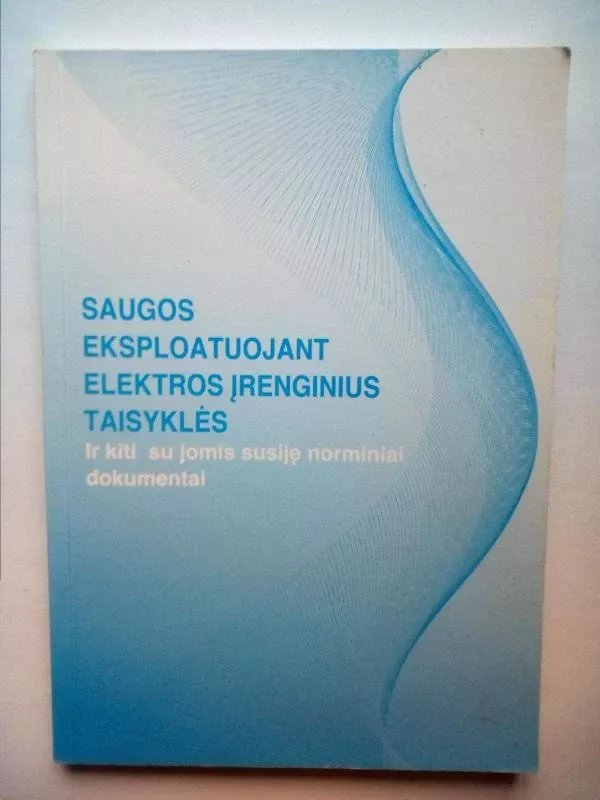 SAUGOS
EKSPLOATUOJANT
ELEKTROS ĮRENGINIUS
TAISYKLĖS
Ir kiti su jomis susiję norminiai
dokumentai